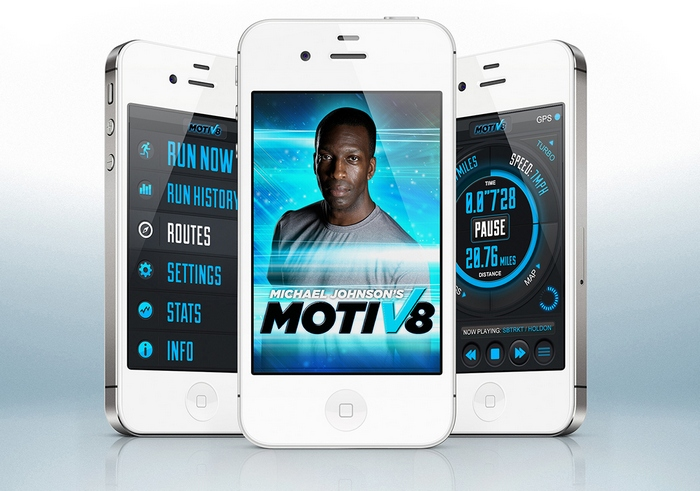 MOTIV8
RUN NOW
RUN HISTORY
ROUTES
SETTINGS
STATS
INFO
MICHAEL JOHNSON'S
MOTIV8
MOTIV8
GPS
TURBO
MILES
SPEED: 7MPH
TIME
0.0"7'28
PAUSE
20.76 MILES
DISTANCE
MAP
NOW PLAYING: SBTRKT | HOLDON'